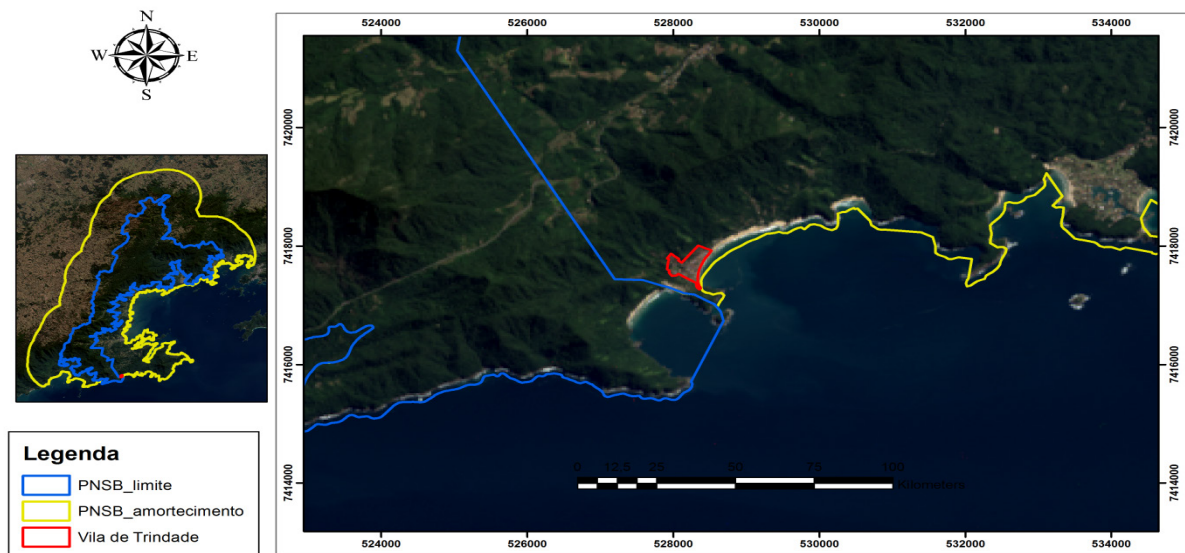 N
W E
S
524000 526000 528000 530000 532000 534000
7420000 7420000
7418000 7418000
7416000 7416000
7414000 7414000
0 12.5 25 50 75 100
Kilometers
524000 526000 528000 530000 532000 534000
Legenda
PNSB_limite
PNSB_amortecimento
Vila de Trindade